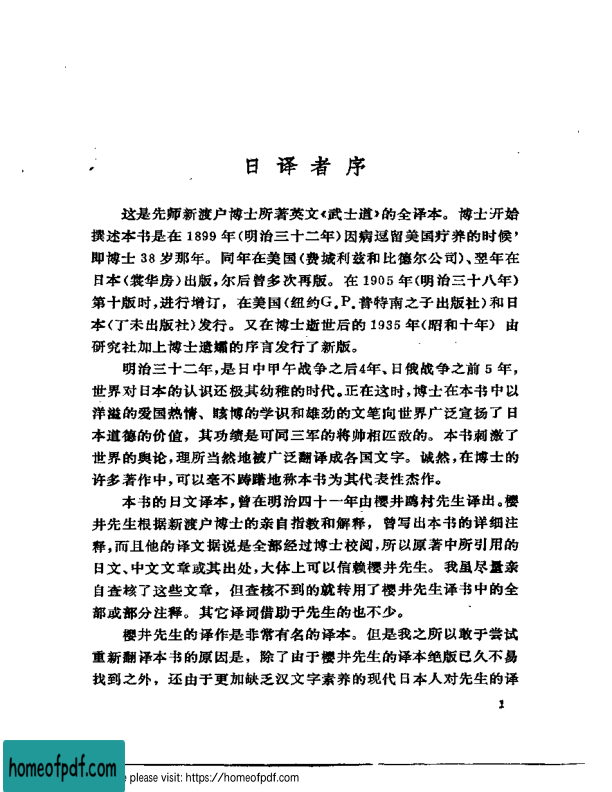 日译者序
这是先师新渡户博士所著英文《武士道》的全译本。博士开始
撰述本书是在1899年(明治三十二年)因病逗留美国疗养的时候,
即博士38岁那年。同年在美国(费城利兹和比德尔公司)、翌年在
日本(裳华房)出版,尔后曾多次再版。在1905年(明治三十八年)
第十版时,进行增订,在美国(纽约G.P.普特南之子出版社)和日
本(丁未出版社)发行。又在博士逝世后的1935年(昭和十年) 由
研究社加上博士遗孀的序言发行了新版。
明治三十二年,是日中甲午战争之后4年、日俄战争之前5年,
世界对日本的认识还极其幼稚的时代。正在这时,博士在本书中以
洋溢的爱国热情、赅博的学识和雄劲的文笔向世界广泛宣扬了日
本道德的价值,其功绩是可同三军的将帅相匹敌的。本书刺激了
世界的舆论,理所当然地被广泛翻译成各国文字。诚然,在博士的
许多著作中,可以毫不踌躇地称本书为其代表性杰作。
本书的日文译本,曾在明治四十一年由樱井鸥村先生译出。樱
井先生根据新渡户博士的亲自指教和解释,曾写出本书的详细注
释,而且他的译文据说是全部经过博士校阅,所以原著中所引用的
日文、中文文章或其出处,大体上可以信赖樱井先生。我虽尽量亲
自查核了这些文章,但查核不到的就转用了樱井先生译书中的全
部或部分注释。其它译词借助于先生的也不少。
樱井先生的译作是非常有名的译本。但是我之所以敢于尝试
重新翻译本书的原因是,除了由于樱井先生的译本绝版已久不易
找到之外,还由于更加缺乏汉文字素养的现代日本人对先生的译
1
homeofpdf.com
please visit: https://homeofpdf.com